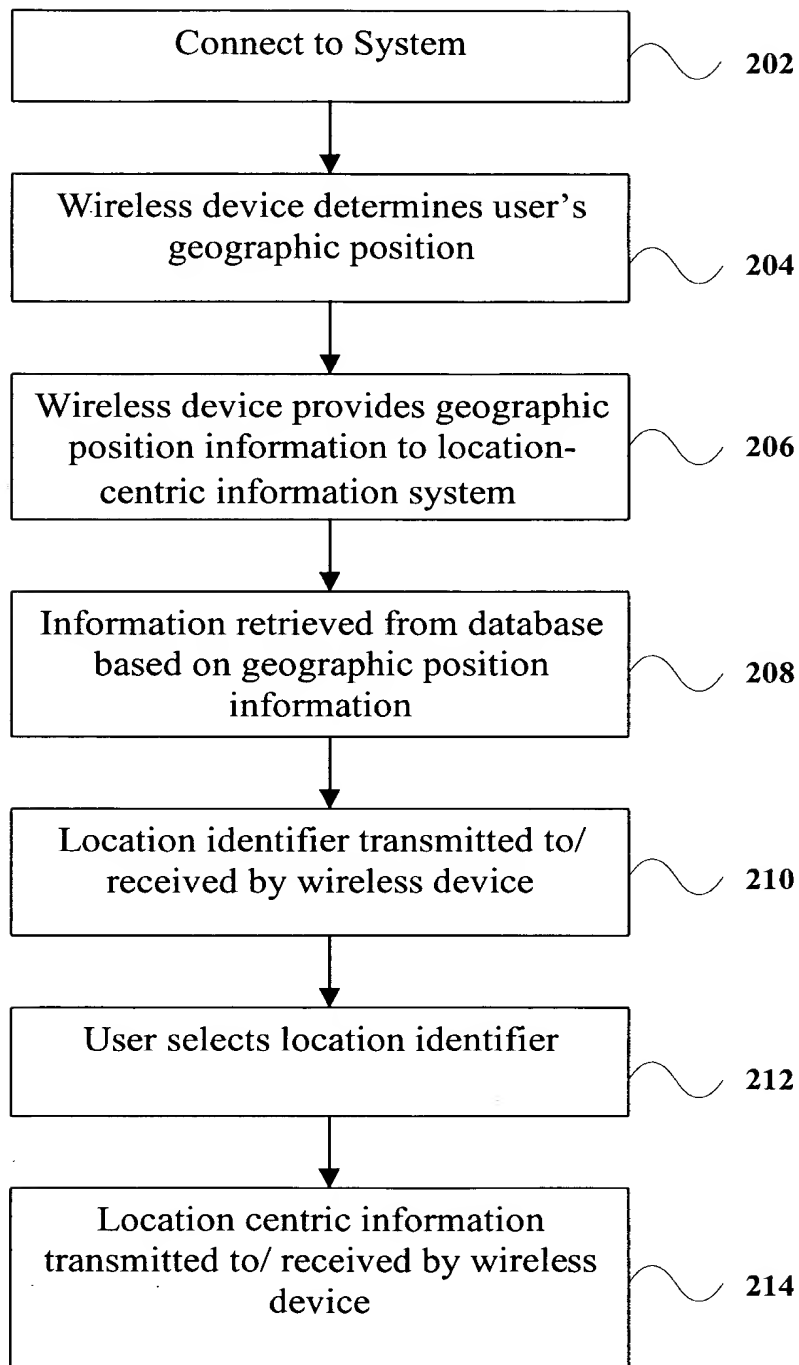 Connect to System
202
Wireless device determines user's
geographic position
204
Wireless device provides geographic
position information to location-
centric information system
206
Information retrieved from database
based on geographic position
information
208
Location identifier transmitted to/
received by wireless device
210
User selects location identifier
212
Location centric information
transmitted to/ received by wireless
device
214